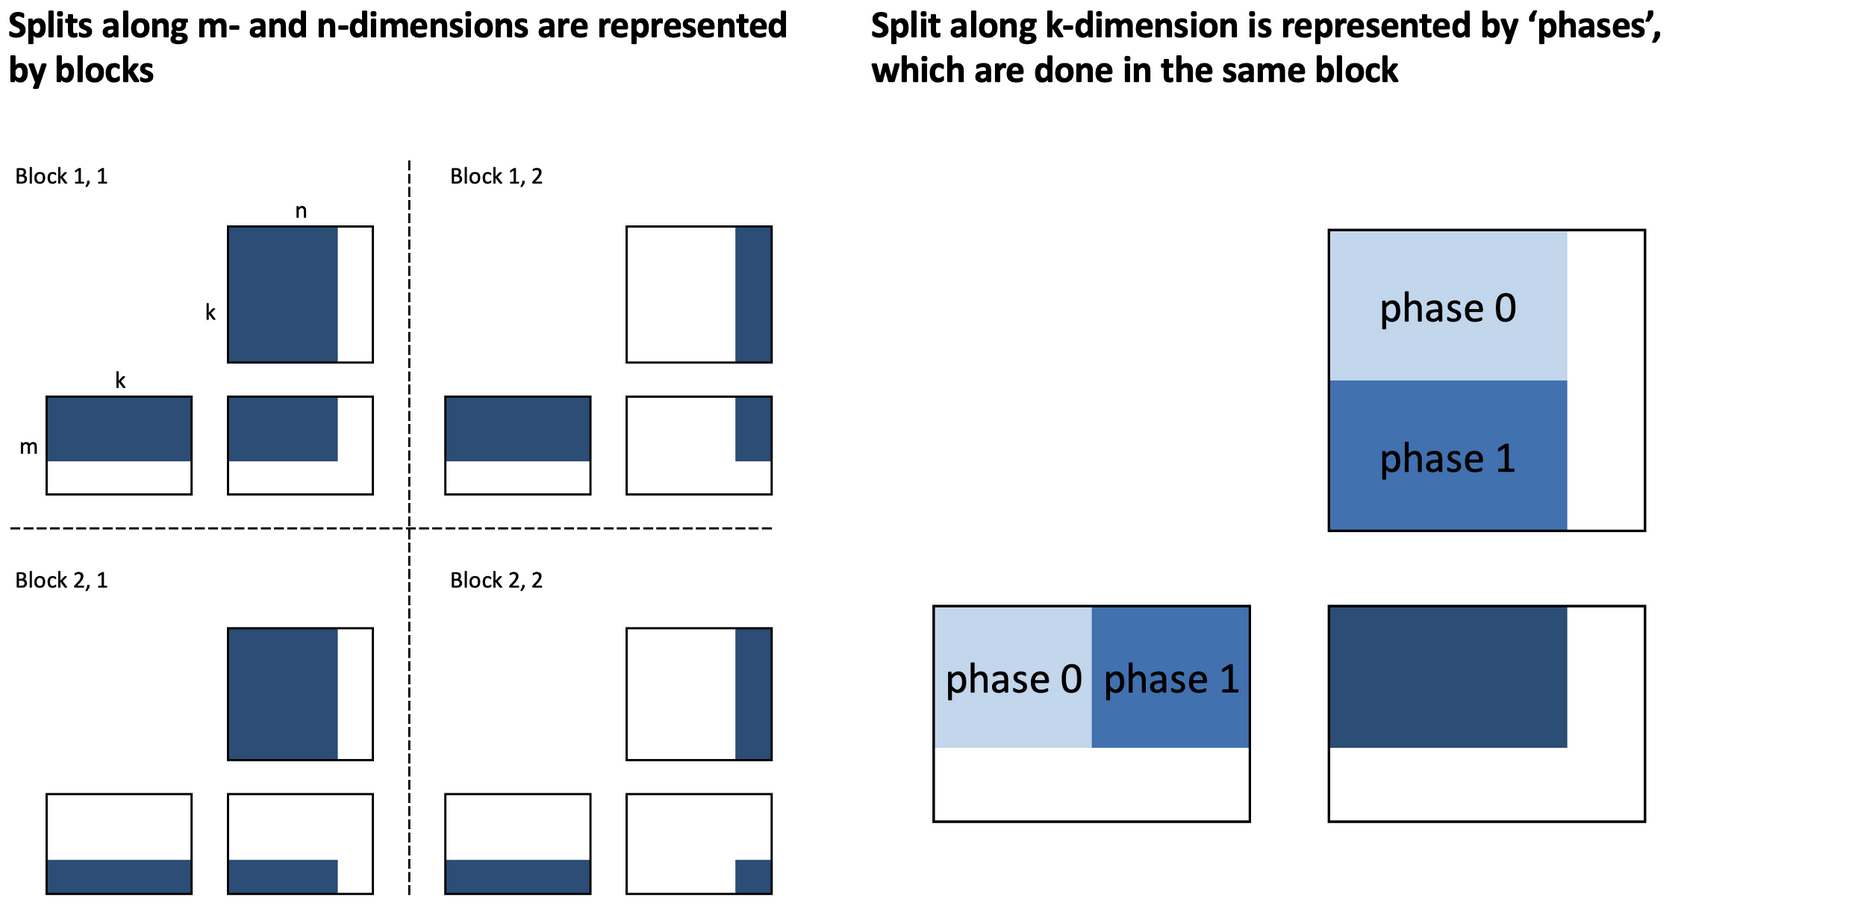 Splits along m- and n-dimensions are represented
by blocks
Block 1, 1
Block 1, 2
n
k
k
m
Block 2, 1
Block 2, 2
Split along k-dimension is represented by ‘phases’,
which are done in the same block
phase 0
phase 1
phase 0 phase 1